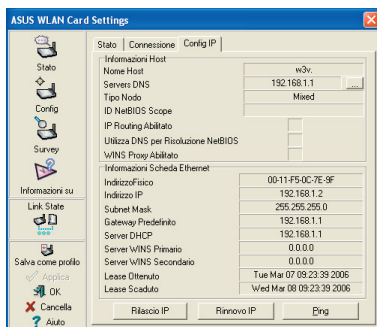 ASUS WLAN Card Settings
Stato
Config
Survey
Informazioni su
Link State
Salva come profilo
Applica
OK
Cancella
Aiuto
Stato Connessione Config IP
Informazioni Host
Nome Host w3v.
Servers DNS 192.168.1.1 ...
Tipo Nodo Mixed
ID NetBIOS Scope
IP Routing Abilitato
Utilizza DNS per Risoluzione NetBIOS
WINS Proxy Abilitato
Informazioni Scheda Ethernet
IndirizzoFisico 00-11-F5-0C-7E-9F
Indirizzo IP 192.168.1.2
Subnet Mask 255.255.255.0
Gateway Predefinito 192.168.1.1
Server DHCP 192.168.1.1
Server WINS Primario 0.0.0.0
Server WINS Secondario 0.0.0.0
Lease Ottenuto Tue Mar 07 09:23:39 2006
Lease Scaduto Wed Mar 08 09:23:39 2006
Rilascio IP Rinnovo IP Ping